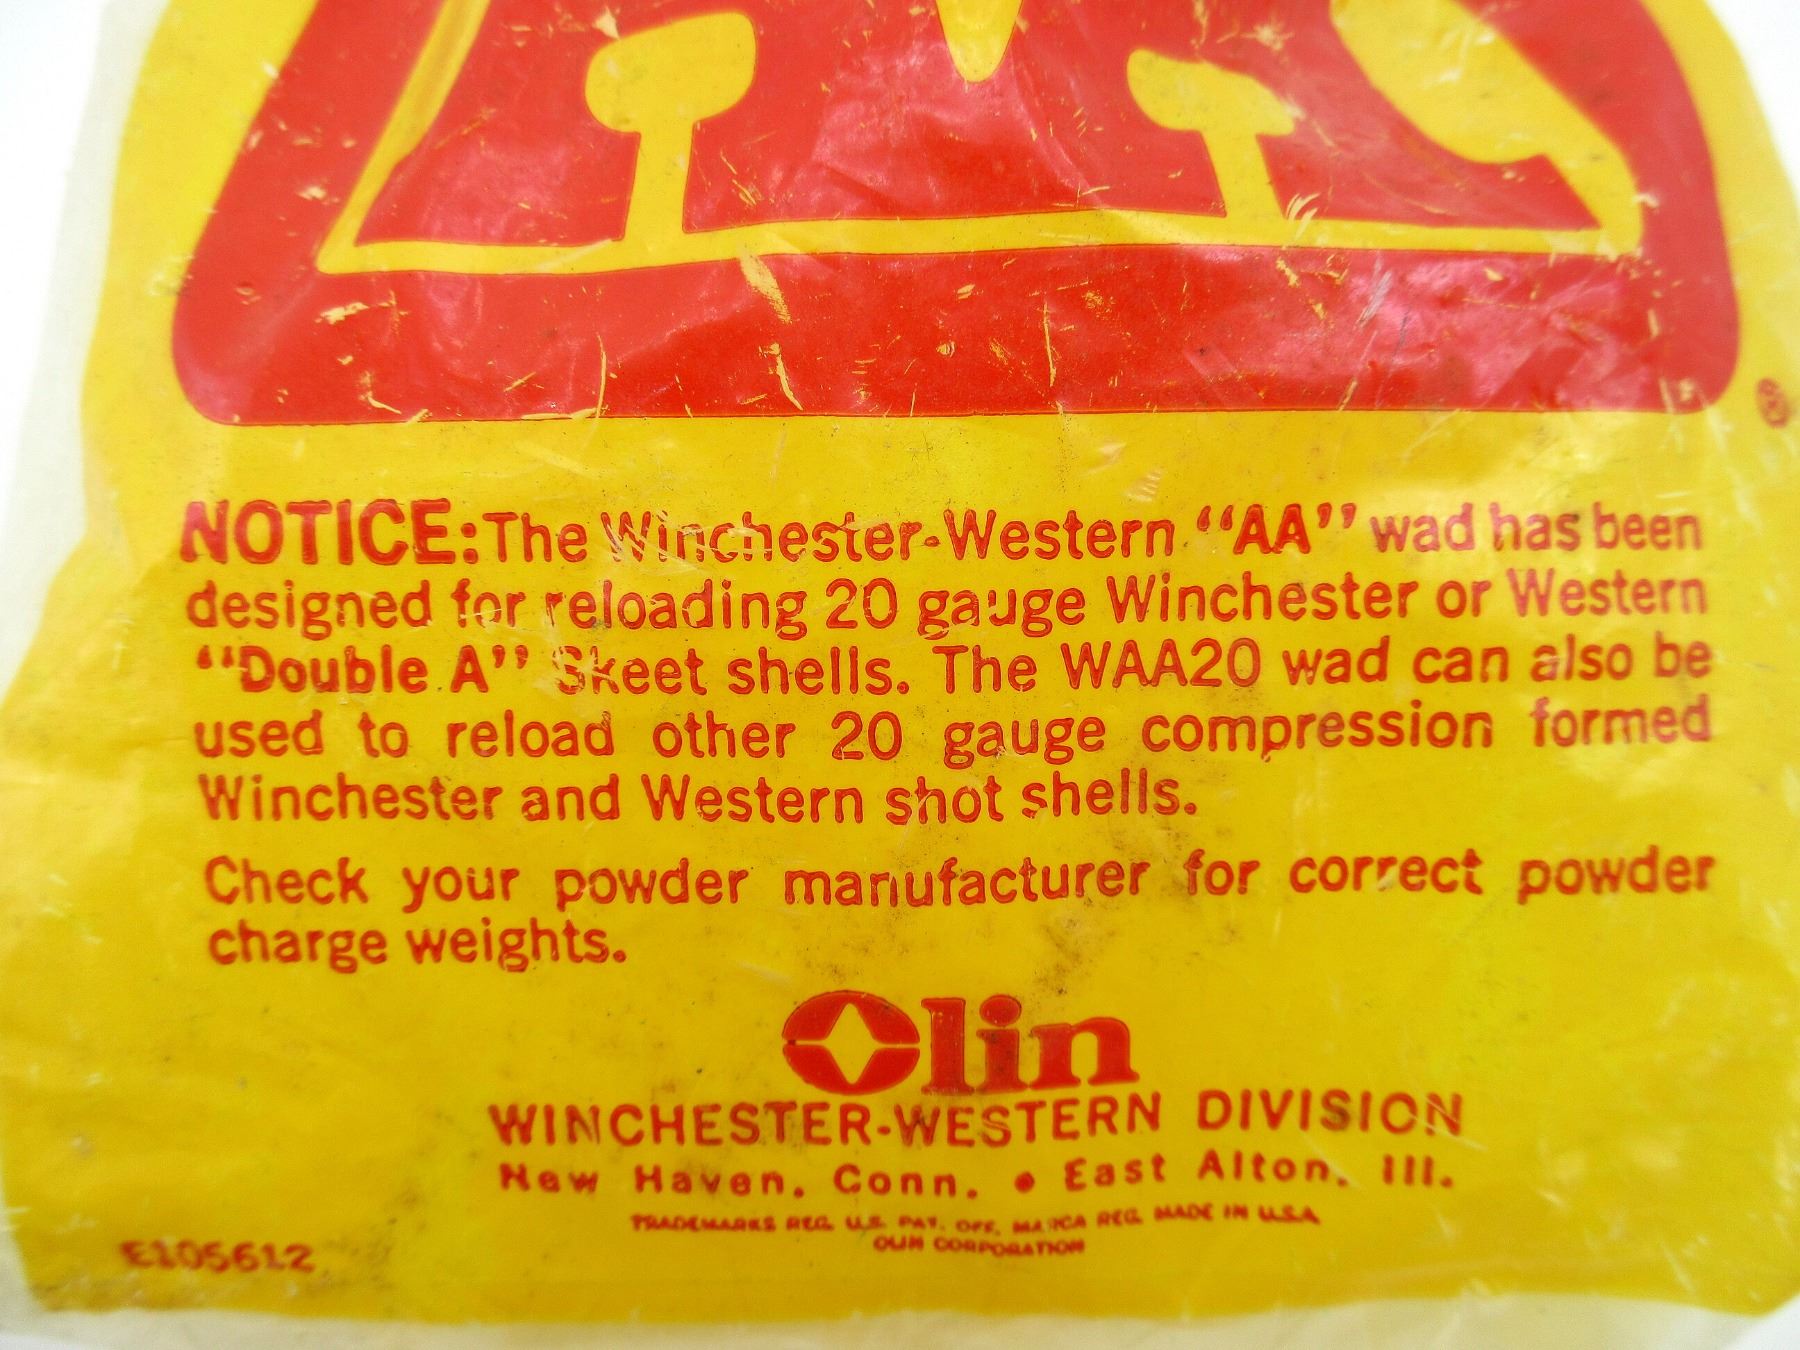 AA
®
NOTICE: The Winchester-Western “AA” wad has been
designed for reloading 20 gauge Winchester or Western
“Double A” Skeet shells. The WAA20 wad can also be
used to reload other 20 gauge compression formed
Winchester and Western shot shells.
Check your powder manufacturer for correct powder
charge weights.
Olin
WINCHESTER-WESTERN DIVISION
New Haven, Conn. • East Alton, Ill.
TRADEMARKS REG. U.S. PAT. OFF, MARCA REG. MADE IN U.S.A.
OLIN CORPORATION
E105612